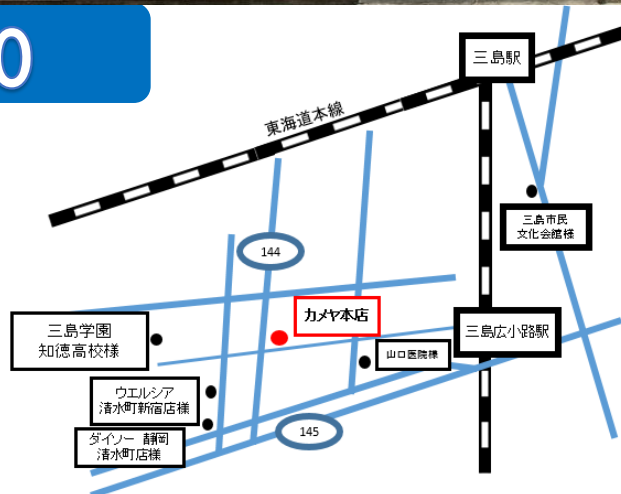 0
三島駅
東海道本線
三島市民
文化会館様
144
カメヤ本店
三島学園
知徳高校様
三島広小路駅
山口医院様
ウエルシア
清水町新宿店様
145
ダイソー 静岡
清水町店様